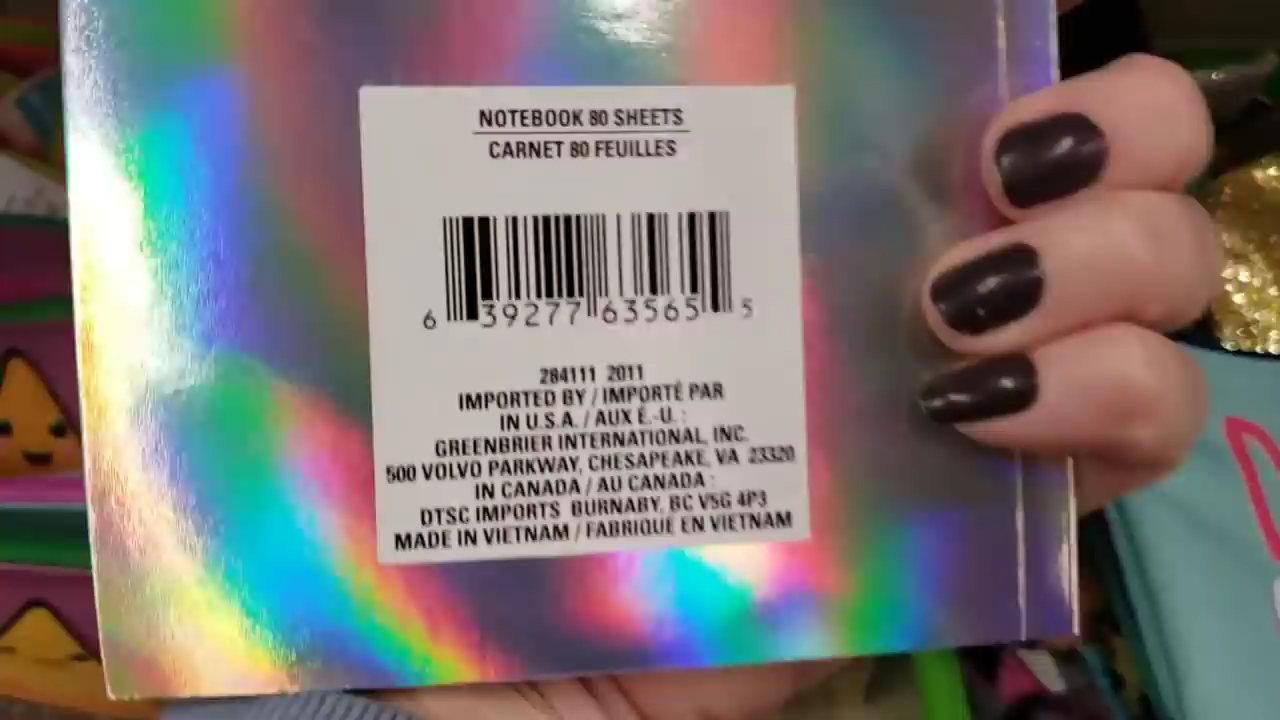 NOTEBOOK 80 SHEETS
CARNET 80 FEUILLES
6 39277 63565 5
284111 2011
IMPORTED BY / IMPORTÉ PAR
IN U.S.A. / AUX É.-U. :
GREENBRIER INTERNATIONAL, INC.
500 VOLVO PARKWAY, CHESAPEAKE, VA 23320
IN CANADA / AU CANADA :
DTSC IMPORTS BURNABY, BC V5G 4P3
MADE IN VIETNAM / FABRIQUÉ EN VIETNAM